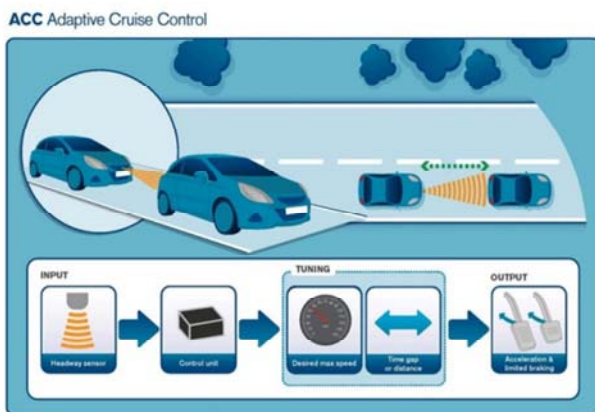 ACC Adaptive Cruise Control
INPUT
Headway sensor
Control unit
TUNING
Desired max speed
Time gap
or distance
OUTPUT
Acceleration &
limited braking